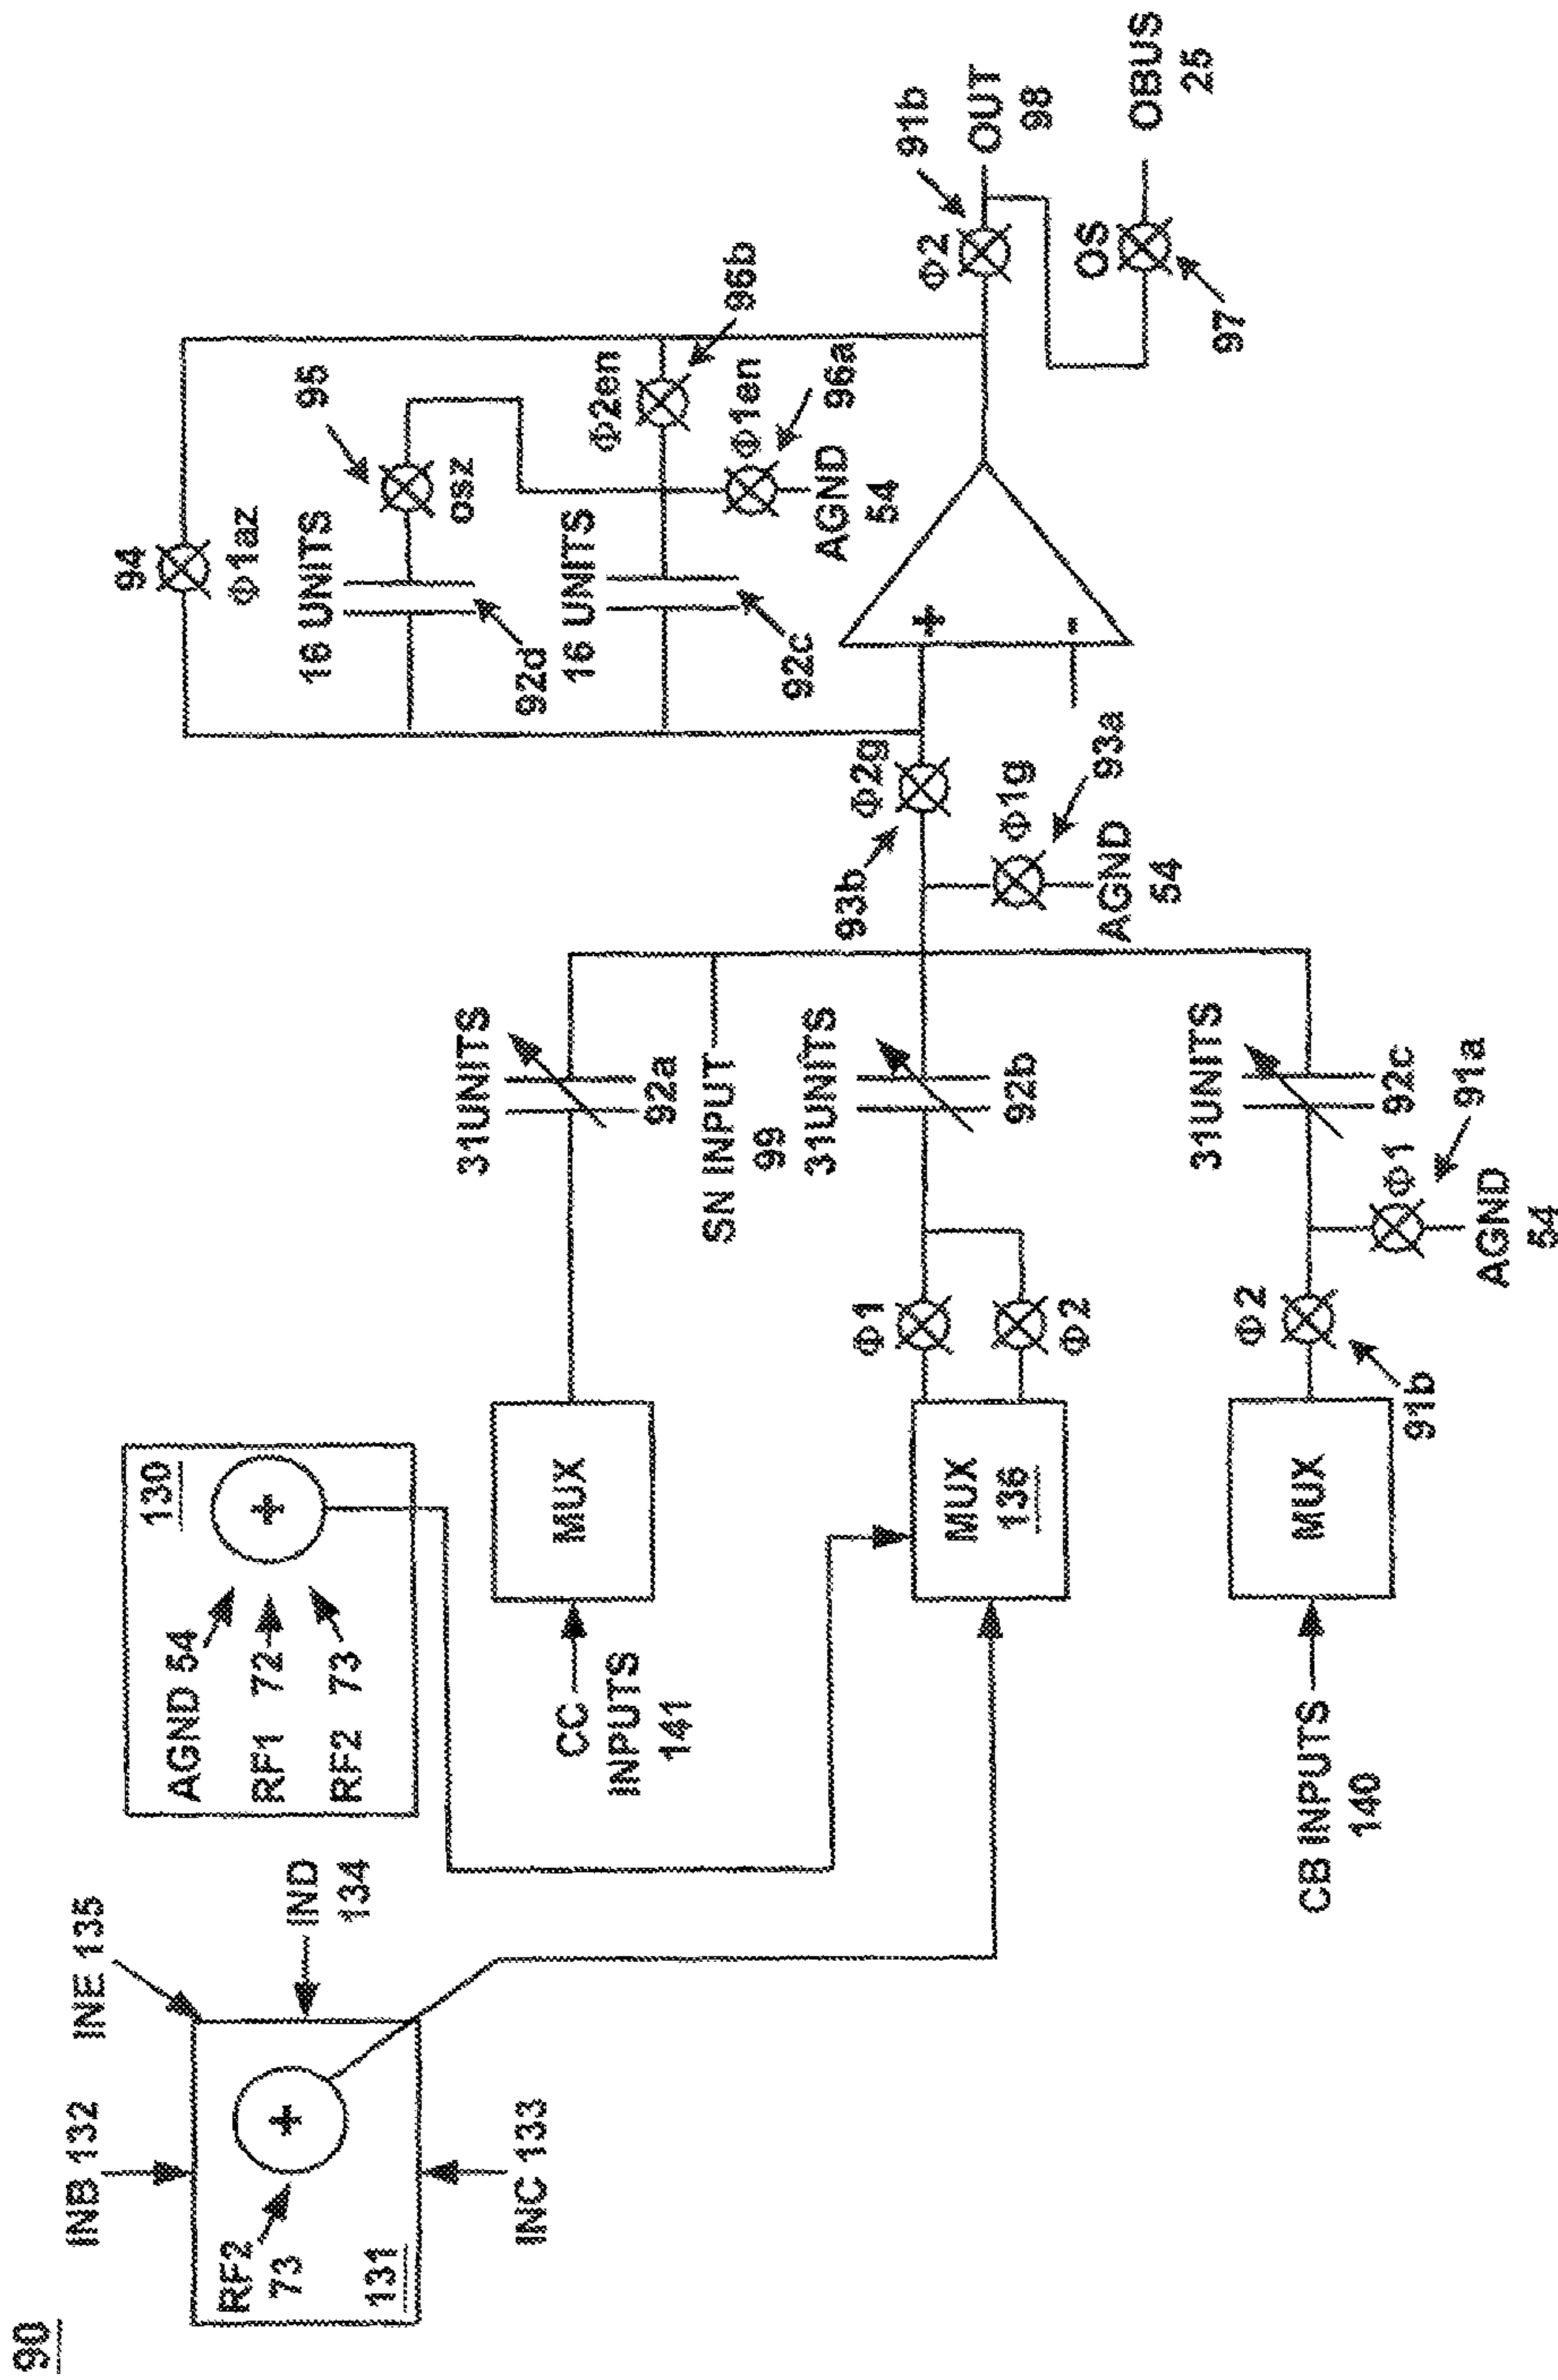 90
INB 132
INE 135
RF2
73
+
131
IND
134
INC 133
AGND 54
RF1 72
RF2 73
+
130
CC
INPUTS
141
MUX
31UNITS
92a
SN INPUT
99
MUX
136
Φ1
Φ2
31UNITS
92b
CB INPUTS
140
MUX
Φ2
91b
31UNITS
92c
Φ1
91a
AGND
54
93b
Φ2g
Φ1g
93a
AGND
54
94
Φ1az
16 UNITS
92d
95
osz
16 UNITS
92c
Φ2en
96b
Φ1en
96a
AGND
54
+
-
Φ2
91b
OUT
98
OS
97
OBUS
25